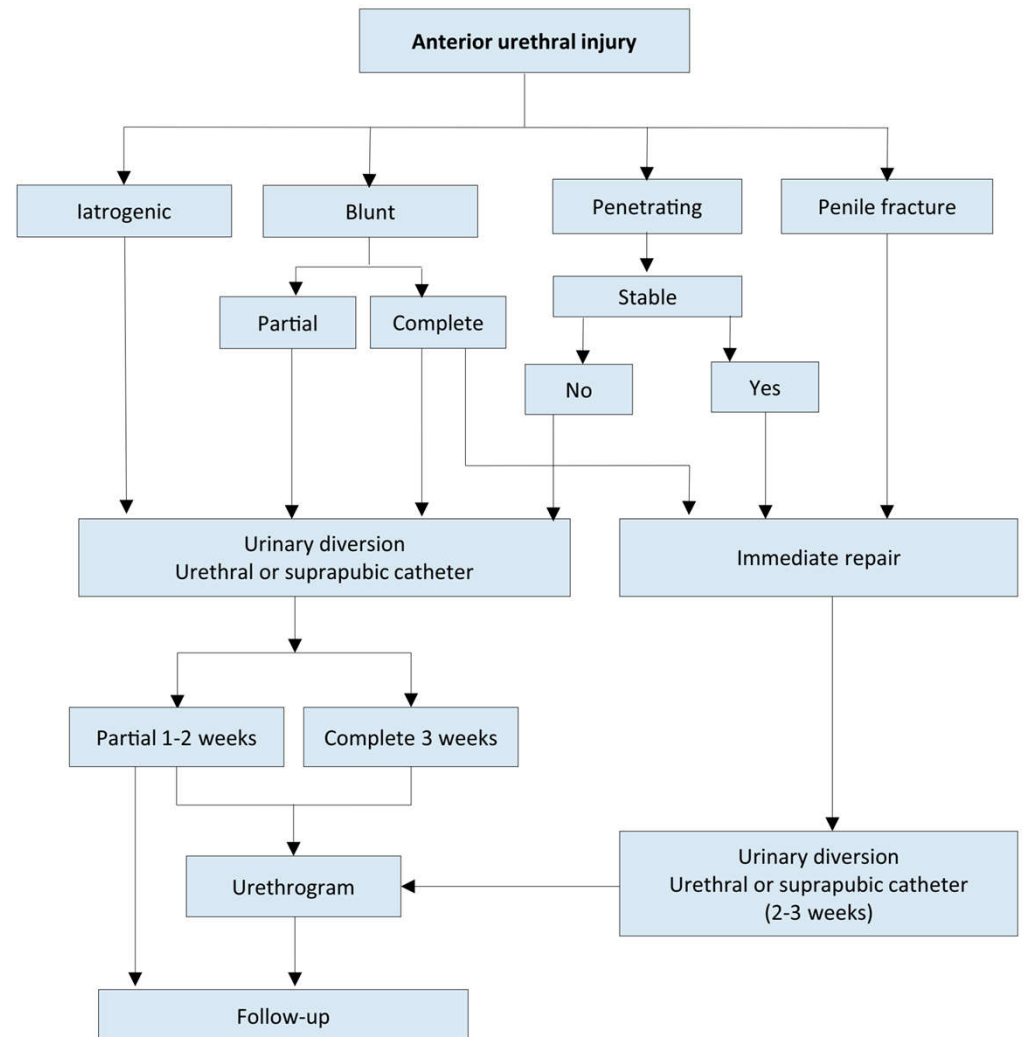 Anterior urethral injury
Iatrogenic
Blunt
Penetrating
Penile fracture
Partial
Complete
Stable
No
Yes
Urinary diversion
Urethral or suprapubic catheter
Immediate repair
Partial 1-2 weeks
Complete 3 weeks
Urethrogram
Urinary diversion
Urethral or suprapubic catheter
(2-3 weeks)
Follow-up